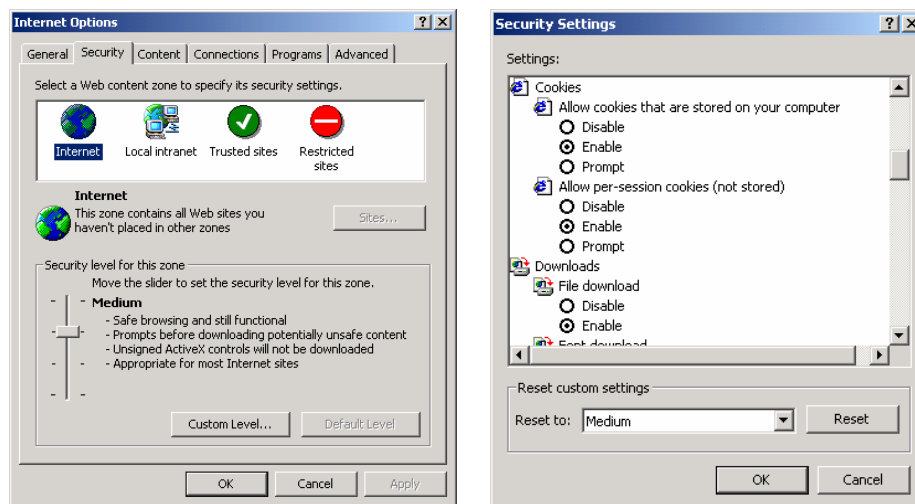 Internet Options
General Security Content Connections Programs Advanced
Select a Web content zone to specify its security settings.
Internet Local intranet Trusted sites Restricted
sites
Internet
This zone contains all Web sites you
haven't placed in other zones
Sites...
Security level for this zone
Move the slider to set the security level for this zone.
Medium
- Safe browsing and still functional
- Prompts before downloading potentially unsafe content
- Unsigned ActiveX controls will not be downloaded
- Appropriate for most Internet sites
Custom Level... Default Level
OK Cancel Apply
Security Settings
Settings:
Cookies
Allow cookies that are stored on your computer
Disable
Enable
Prompt
Allow per-session cookies (not stored)
Disable
Enable
Prompt
Downloads
File download
Disable
Enable
Font download
Reset custom settings
Reset to: Medium Reset
OK Cancel